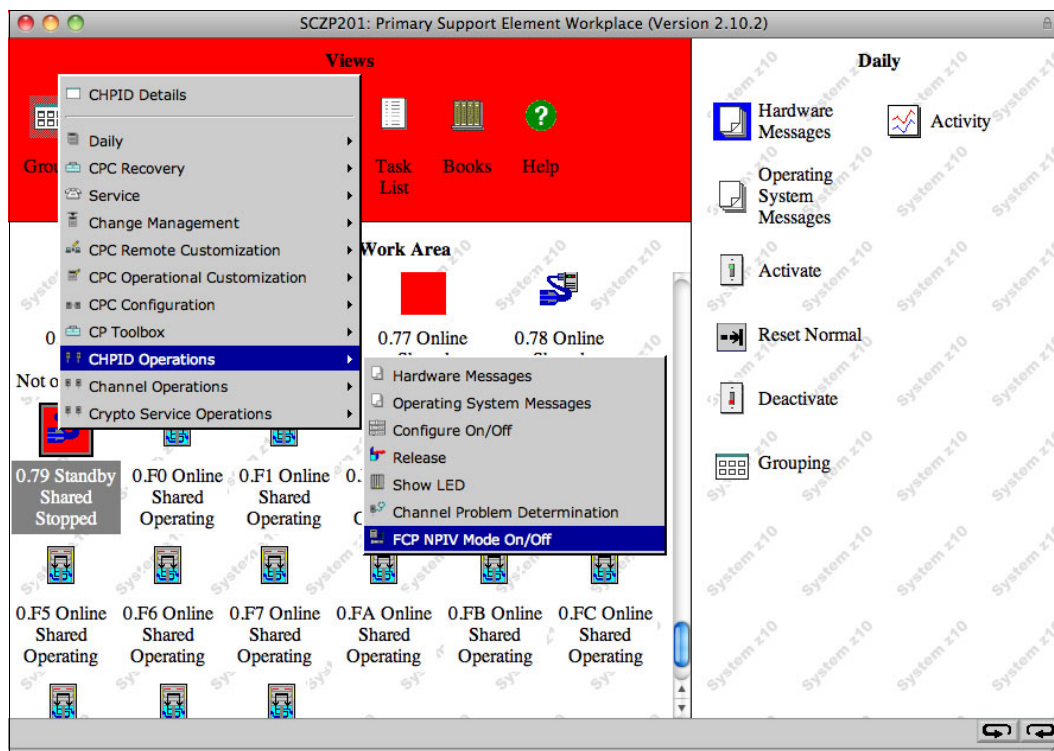 SCZP201: Primary Support Element Workplace (Version 2.10.2)
Views
CHPID Details
Daily
CPC Recovery
Service
Change Management
CPC Remote Customization
CPC Operational Customization
CPC Configuration
CP Toolbox
CHPID Operations
Channel Operations
Crypto Service Operations
Task
List
Books
Help
Work Area
0.77 Online
0.78 Online
Hardware Messages
Operating System Messages
Configure On/Off
Release
Show LED
Channel Problem Determination
FCP NPIV Mode On/Off
0.79 Standby
Shared
Stopped
0.F0 Online
Shared
Operating
0.F1 Online
Shared
Operating
0.F5 Online
Shared
Operating
0.F6 Online
Shared
Operating
0.F7 Online
Shared
Operating
0.FA Online
Shared
Operating
0.FB Online
Shared
Operating
0.FC Online
Shared
Operating
Daily
Hardware
Messages
Activity
Operating
System
Messages
Activate
Reset Normal
Deactivate
Grouping
System z10